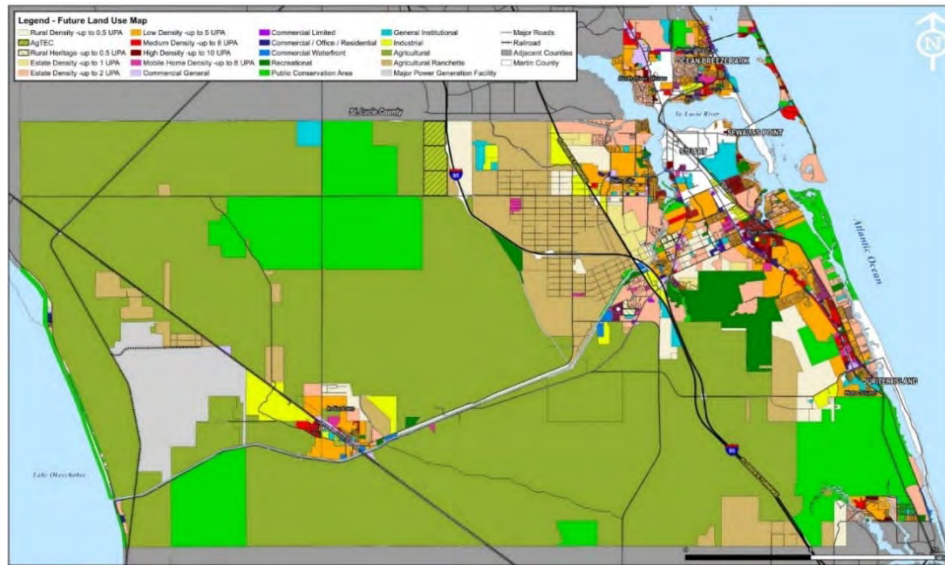 Legend - Future Land Use Map
Rural Density -up to 0.5 UPA
AgTEC
Rural Heritage -up to 0.5 UPA
Estate Density -up to 1 UPA
Estate Density -up to 2 UPA
Low Density -up to 5 UPA
Medium Density -up to 8 UPA
High Density -up to 10 UPA
Mobile Home Density -up to 8 UPA
Commercial General
Commercial Limited
Commercial / Office / Residential
Commercial Waterfront
Recreational
Public Conservation Area
General Institutional
Industrial
Agricultural
Agricultural Ranchette
Major Power Generation Facility
Major Roads
Railroad
Adjacent Counties
Martin County
N
OCEAN BREEZE PARK
St. Lucie County
St. Lucie River
SEWALLS POINT
STUART
95
Atlantic Ocean
JUPITER ISLAND
Indiantown
95
Lake Okeechobee